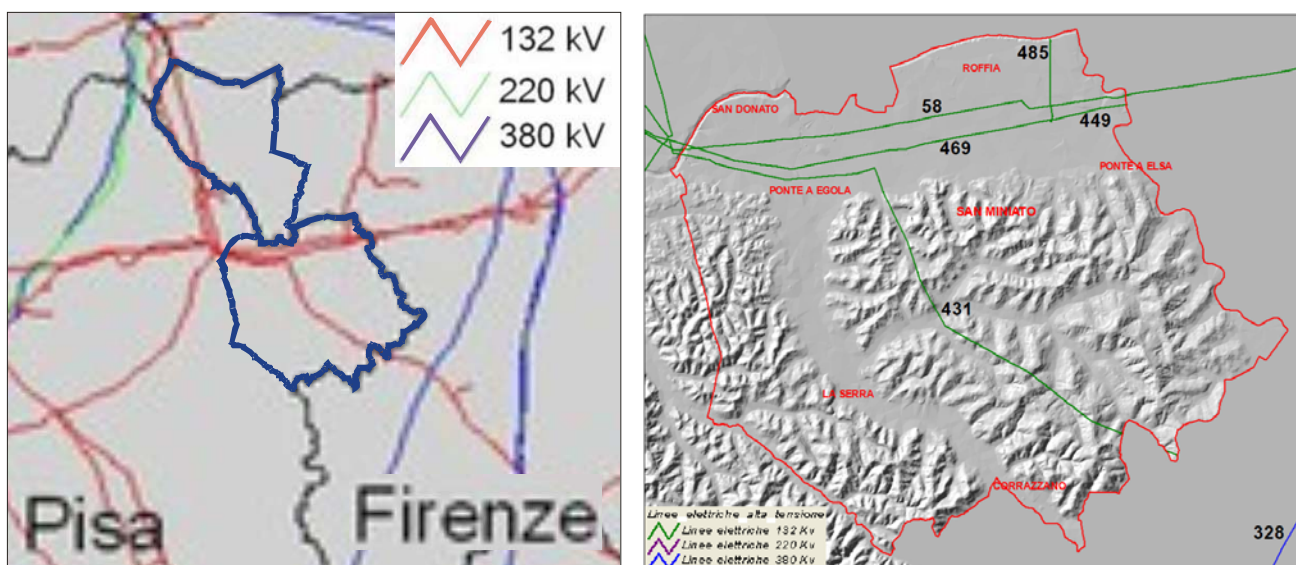 132 kV
220 kV
380 kV
Pisa
Firenze
485
ROFFIA
SAN DONATO
58
449
469
PONTE A ELSA
PONTE A EGOLA
SAN MINIATO
431
LA SERRA
CORRAZZANO
Linee elettriche alta tensione
Linee elettriche 132 Kv
Linee elettriche 220 Kv
Linee elettriche 380 Kv
328